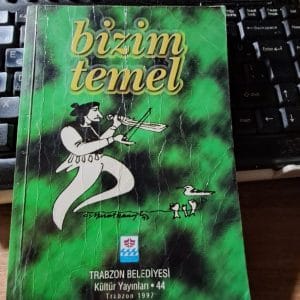 bizim
temel
TRABZON BELEDİYESİ
Kültür Yayınları • 44
Trabzon 1997